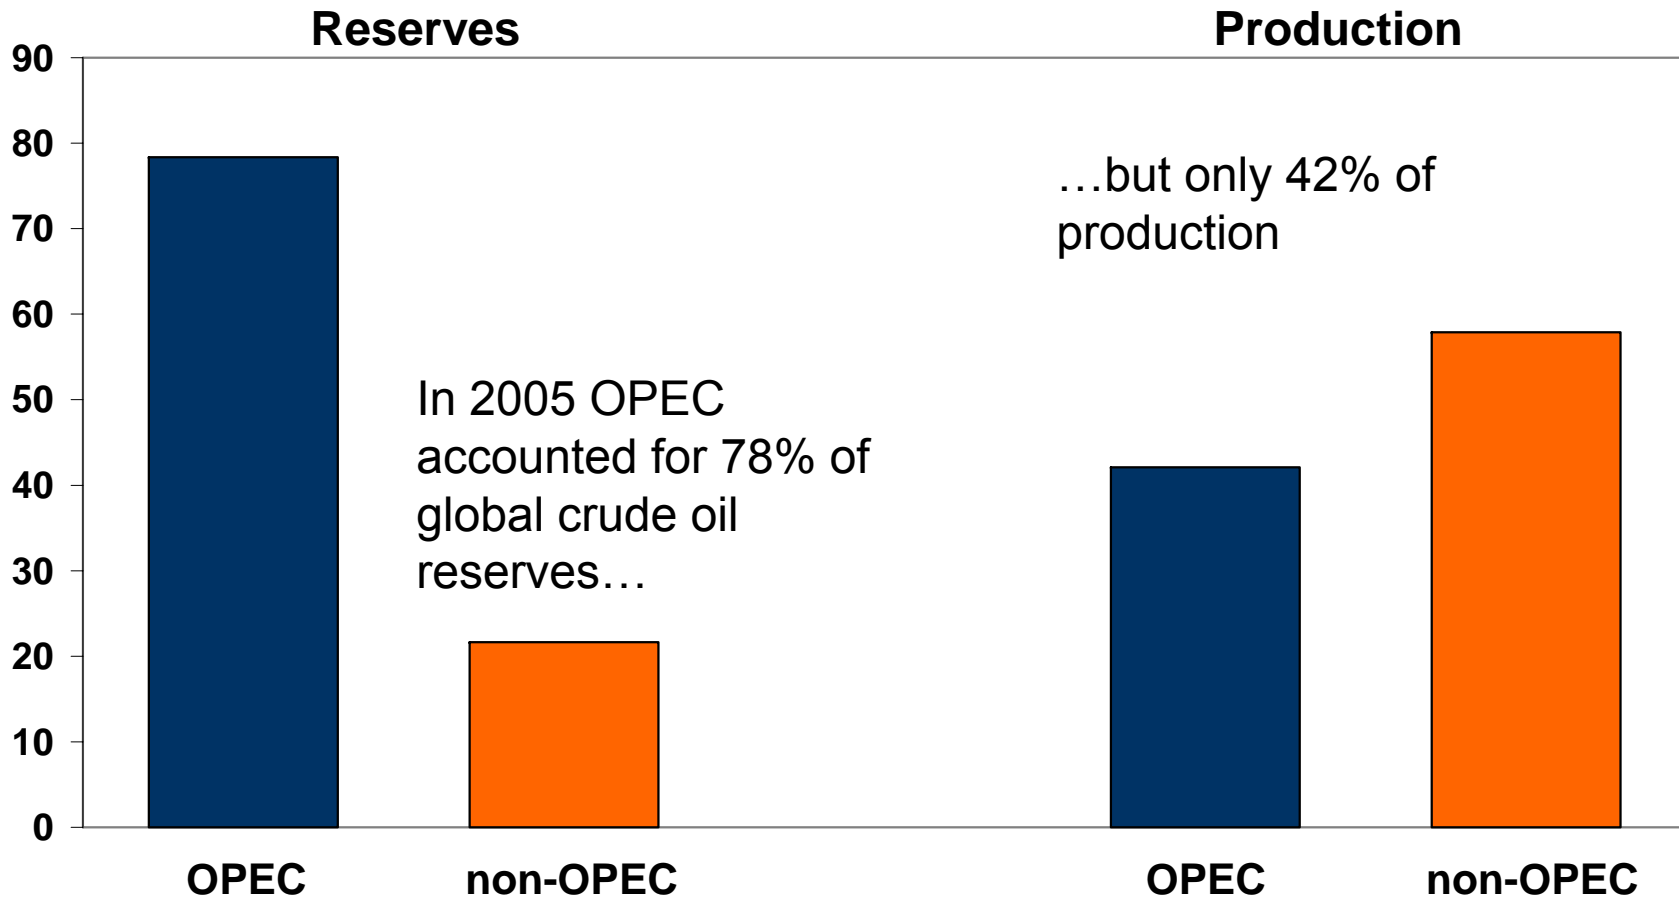 Reserves
Production
90
80
70
60
50
40
30
20
10
0
In 2005 OPEC
accounted for 78% of
global crude oil
reserves…
…but only 42% of
production
OPEC
non-OPEC
OPEC
non-OPEC